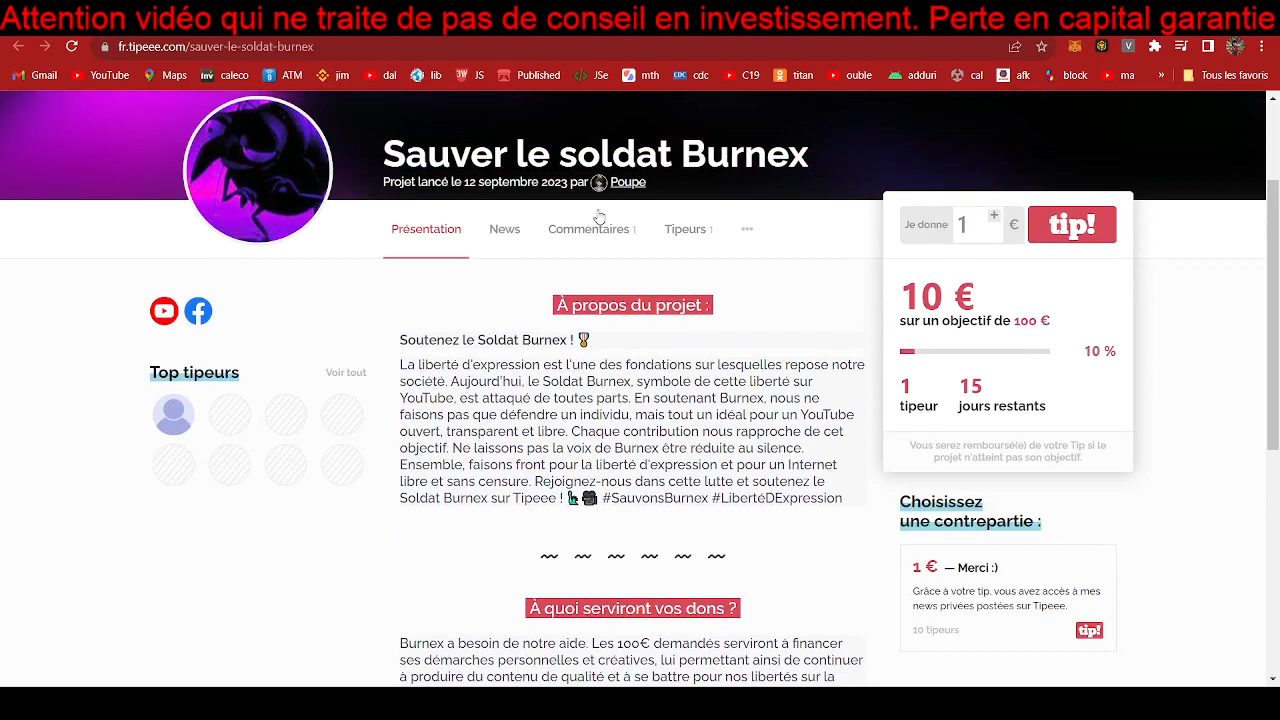 Attention vidéo qui ne traite de pas de conseil en investissement. Perte en capital garantie
fr.tipeee.com/sauver-le-soldat-burnex
Gmail YouTube Maps caleco ATM jim dal lib JS Published JSe mth cdc C19 ouble titan adduri cal afk block ma » Tous les favoris
Sauver le soldat Burnex
Projet lancé le 12 septembre 2023 par Poupe
Présentation News Commentaires 1 Tipeurs 1
Je donne 1 + € tip!
10 €
sur un objectif de 100 €
10 %
1 15
tipeur jours restants
Vous serez remboursé(e) de votre Tip si le
projet n'atteint pas son objectif.
Top tipeurs Voir tout
À propos du projet :
Soutenez le Soldat Burnex ! 🎖️
La liberté d'expression est l'une des fondations sur lesquelles repose notre
société. Aujourd'hui, le Soldat Burnex, symbole de cette liberté sur
YouTube, est attaqué de toutes parts. En soutenant Burnex, nous ne
faisons pas que défendre un individu, mais tout un idéal pour un YouTube
ouvert, transparent et libre. Chaque contribution nous rapproche de cet
objectif. Ne laissons pas la voix de Burnex être réduite au silence.
Ensemble, faisons front pour la liberté d'expression et pour un Internet
libre et sans censure. Rejoignez-nous dans cette lutte et soutenez le
Soldat Burnex sur Tipeee ! 🗽🎥 #SauvonsBurnex #LibertéDExpression
À quoi serviront vos dons ?
Burnex a besoin de notre aide. Les 100€ demandés serviront à financer
ses démarches personnelles et créatives, lui permettant ainsi de continuer
à produire du contenu de qualité et à se battre pour nos libertés sur la
Choisissez
une contrepartie :
1 € — Merci :)
Grâce à votre tip, vous avez accès à mes
news privées postées sur Tipeee.
10 tipeurs tip!